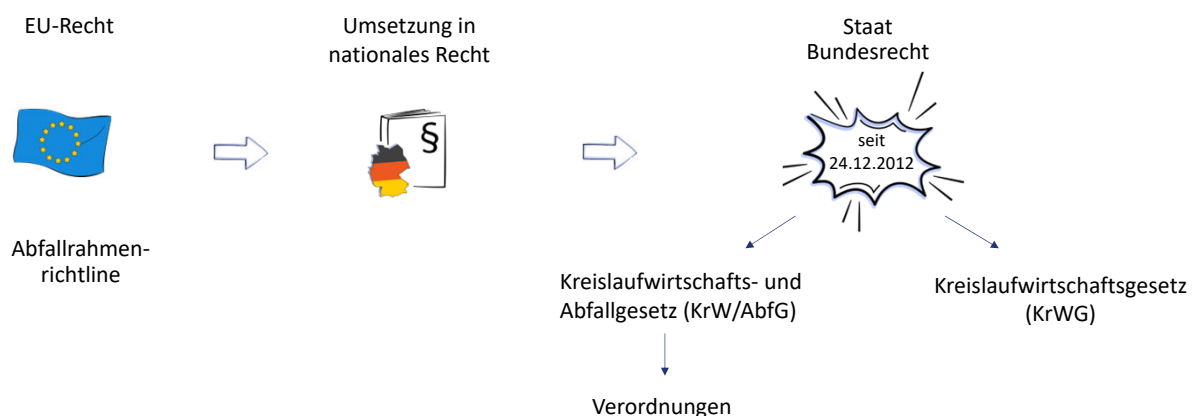 EU-Recht
Umsetzung in
nationales Recht
Staat
Bundesrecht
§
seit
24.12.2012
Abfallrahmen-
richtline
Kreislaufwirtschafts- und
Abfallgesetz (KrW/AbfG)
Kreislaufwirtschaftsgesetz
(KrWG)
Verordnungen